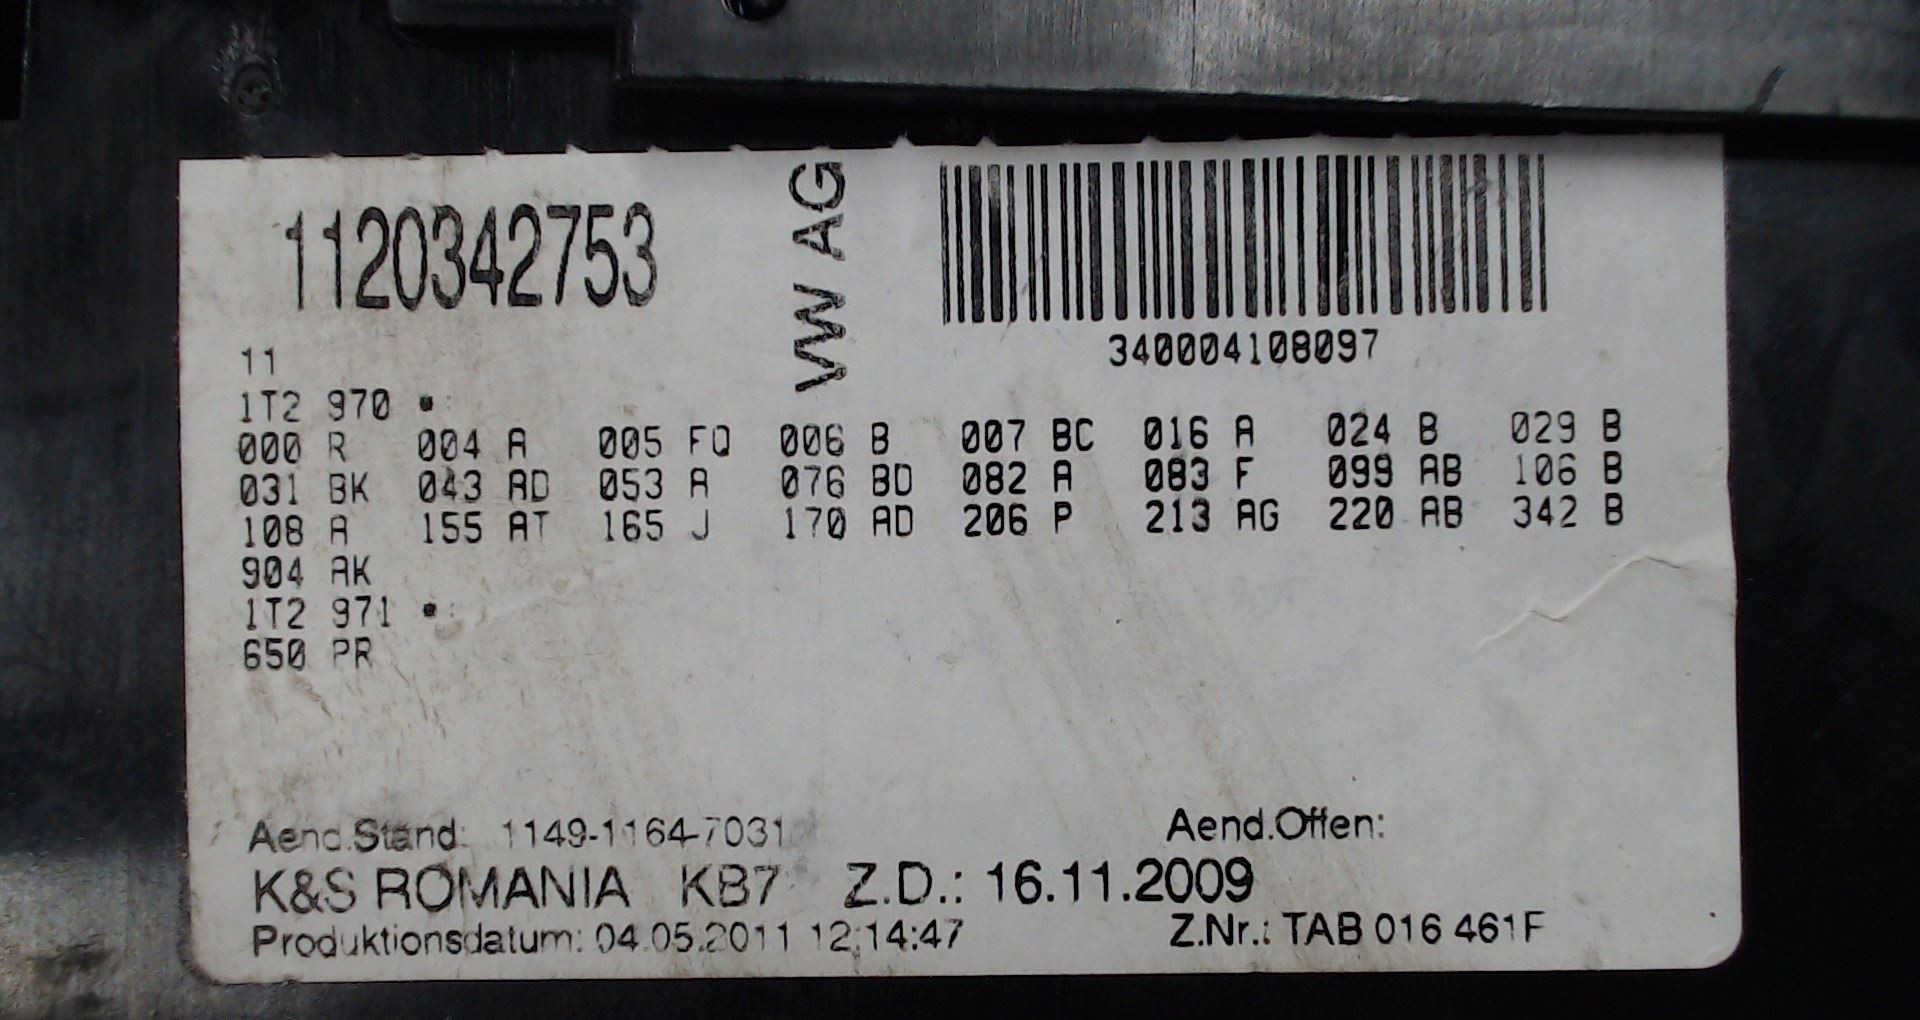 1120342753
VW AG
340004108097
11
1T2 970 •:
000 R 004 A 005 FQ 006 B 007 BC 016 A 024 B 029 B
031 BK 043 AD 053 A 076 BD 082 A 083 F 099 AB 106 B
108 A 155 AT 165 J 170 AD 206 P 213 AG 220 AB 342 B
904 AK
1T2 971 •:
650 PR
Aend.Stand: 1149-1164-7031 Aend.Offen:
K&S ROMANIA KB7 Z.D.: 16.11.2009
Produktionsdatum: 04.05.2011 12:14:47 Z.Nr.: TAB 016 461F